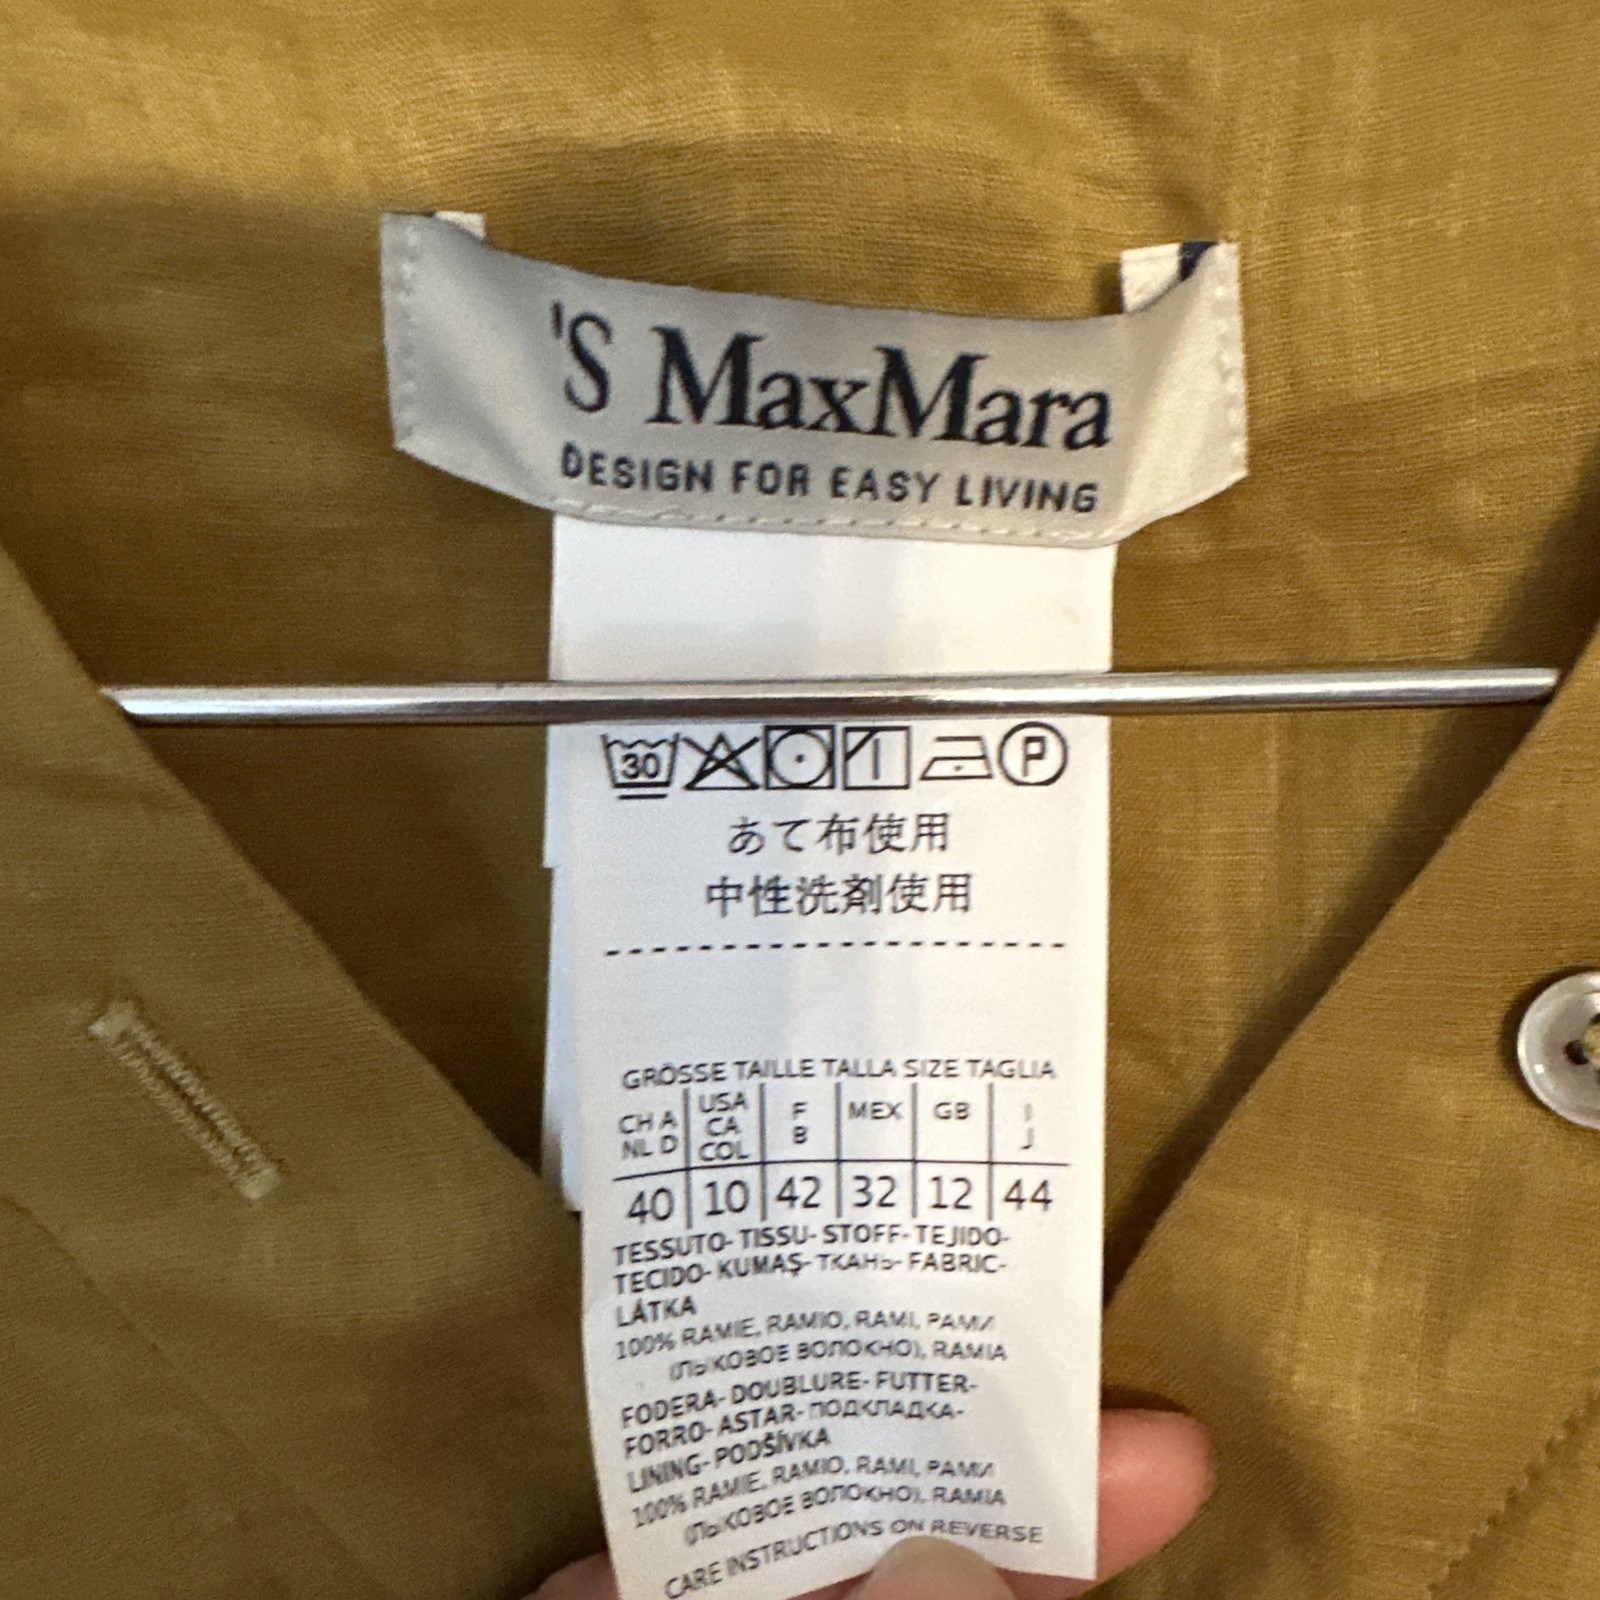 'S MaxMara
DESIGN FOR EASY LIVING
30 P
あて布使用
中性洗剤使用
GRÖSSE TAILLE TALLA SIZE TAGLIA
CH A NL D USA CA COL F B MEX GB I J
40 10 42 32 12 44
TESSUTO- TISSU- STOFF- TEJIDO-
TECIDO- KUMAŞ- ТКАНЬ- FABRIC-
LÁTKA
100% RAMIE, RAMIO, RAMI, РАМИ
(ЛЫКОВОЕ ВОЛОКНО), RAMIA
FODERA- DOUBLURE- FUTTER-
FORRO- ASTAR- ПОДКЛАДКА-
LINING- PODŠÍVKA
100% RAMIE, RAMIO, RAMI, РАМИ
(ЛЫКОВОЕ ВОЛОКНО), RAMIA
CARE INSTRUCTIONS ON REVERSE